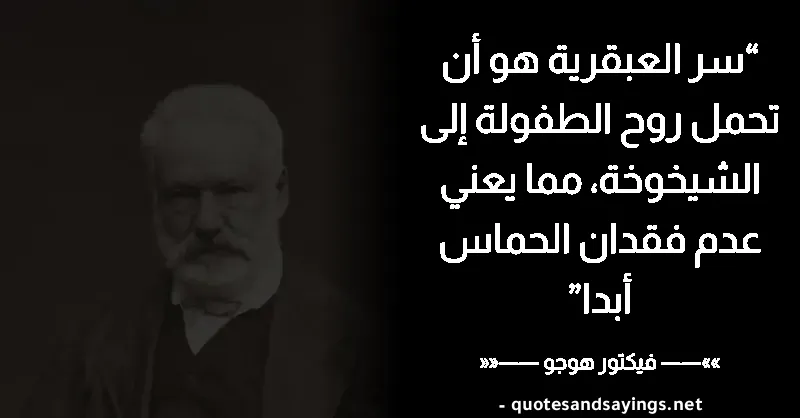 “سر العبقرية هو أن
تحمل روح الطفولة إلى
الشيخوخة، مما يعني
عدم فقدان الحماس
أبدا”
»»—— فيكتور هوجو ——««
- quotesandsayings.net